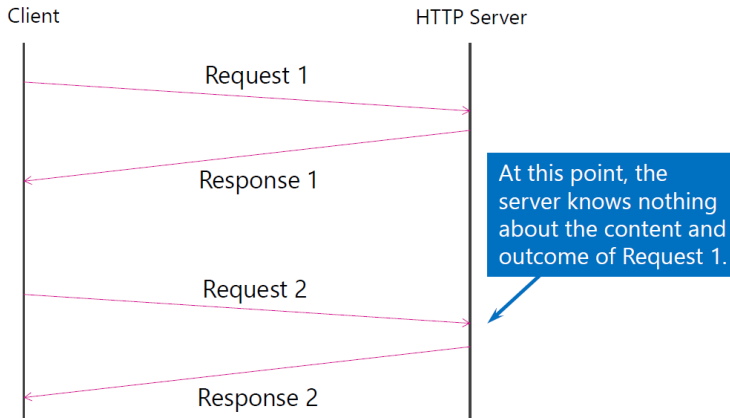 Client
HTTP Server
Request 1
Response 1
At this point, the
server knows nothing
about the content and
outcome of Request 1.
Request 2
Response 2